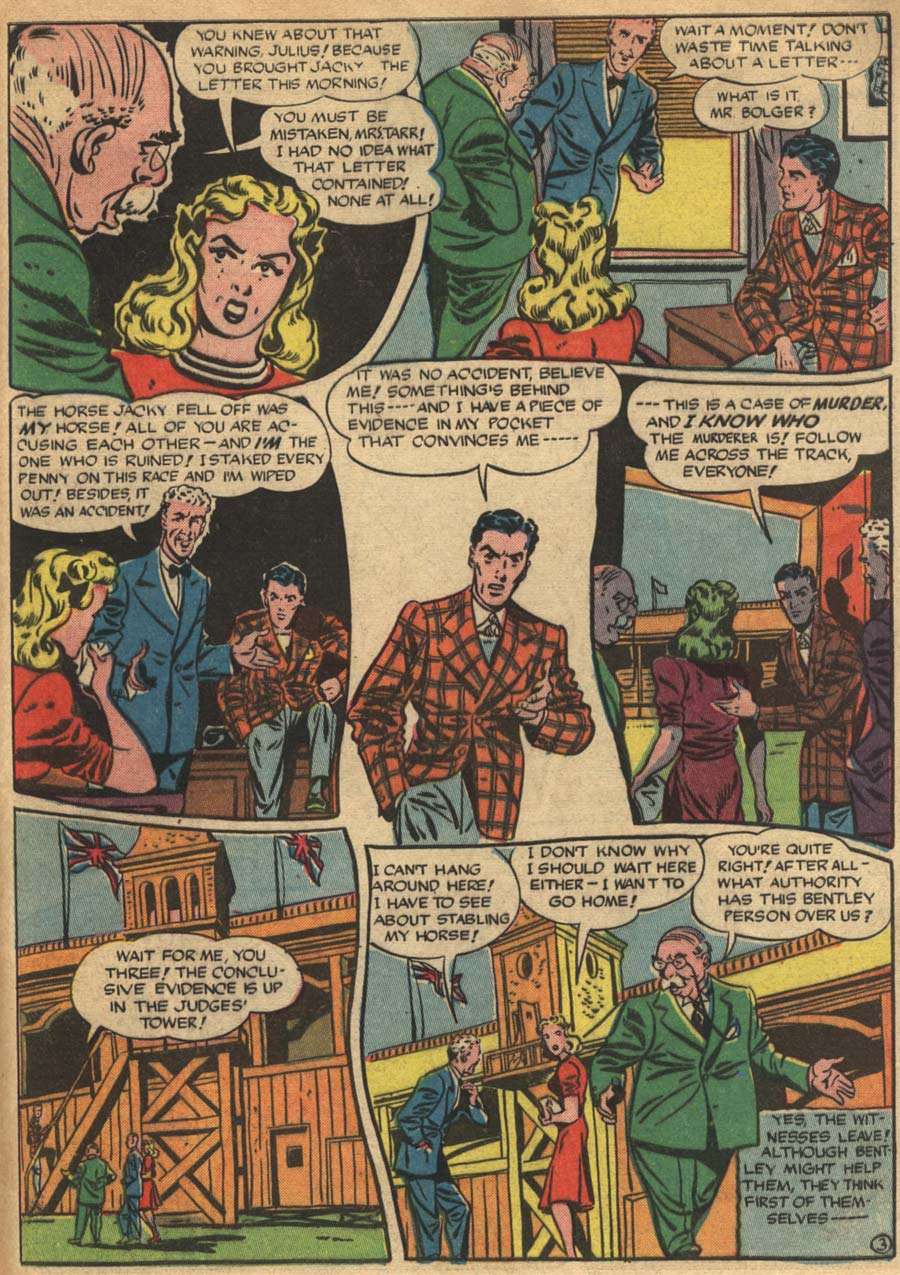 YOU KNEW ABOUT THAT
WARNING, JULIUS! BECAUSE
YOU BROUGHT JACKY THE
LETTER THIS MORNING!
YOU MUST BE
MISTAKEN, MR.STARR!
I HAD NO IDEA WHAT
THAT LETTER
CONTAINED!
NONE AT ALL!
WAIT A MOMENT! DON'T
WASTE TIME TALKING
ABOUT A LETTER---
WHAT IS IT,
MR. BOLGER?
THE HORSE JACKY FELL OFF WAS
MY HORSE! ALL OF YOU ARE AC-
CUSING EACH OTHER — AND I'M THE
ONE WHO IS RUINED! I STAKED EVERY
PENNY ON THIS RACE AND I'M WIPED
OUT! BESIDES, IT
WAS AN ACCIDENT!
IT WAS NO ACCIDENT, BELIEVE
ME! SOMETHING'S BEHIND
THIS---- AND I HAVE A PIECE OF
EVIDENCE IN MY POCKET
THAT CONVINCES ME -----
--- THIS IS A CASE OF MURDER,
AND I KNOW WHO
THE MURDERER IS! FOLLOW
ME ACROSS THE TRACK,
EVERYONE!
WAIT FOR ME, YOU
THREE! THE CONCLU-
SIVE EVIDENCE IS UP
IN THE JUDGES'
TOWER!
I CAN'T HANG
AROUND HERE!
I HAVE TO SEE
ABOUT STABLING
MY HORSE!
I DON'T KNOW WHY
I SHOULD WAIT HERE
EITHER — I WANT TO
GO HOME!
YOU'RE QUITE
RIGHT! AFTER ALL-
WHAT AUTHORITY
HAS THIS BENTLEY
PERSON OVER US?
YES, THE WIT-
NESSES LEAVE!
ALTHOUGH BENT-
LEY MIGHT HELP
THEM, THEY THINK
FIRST OF THEM-
SELVES----
3